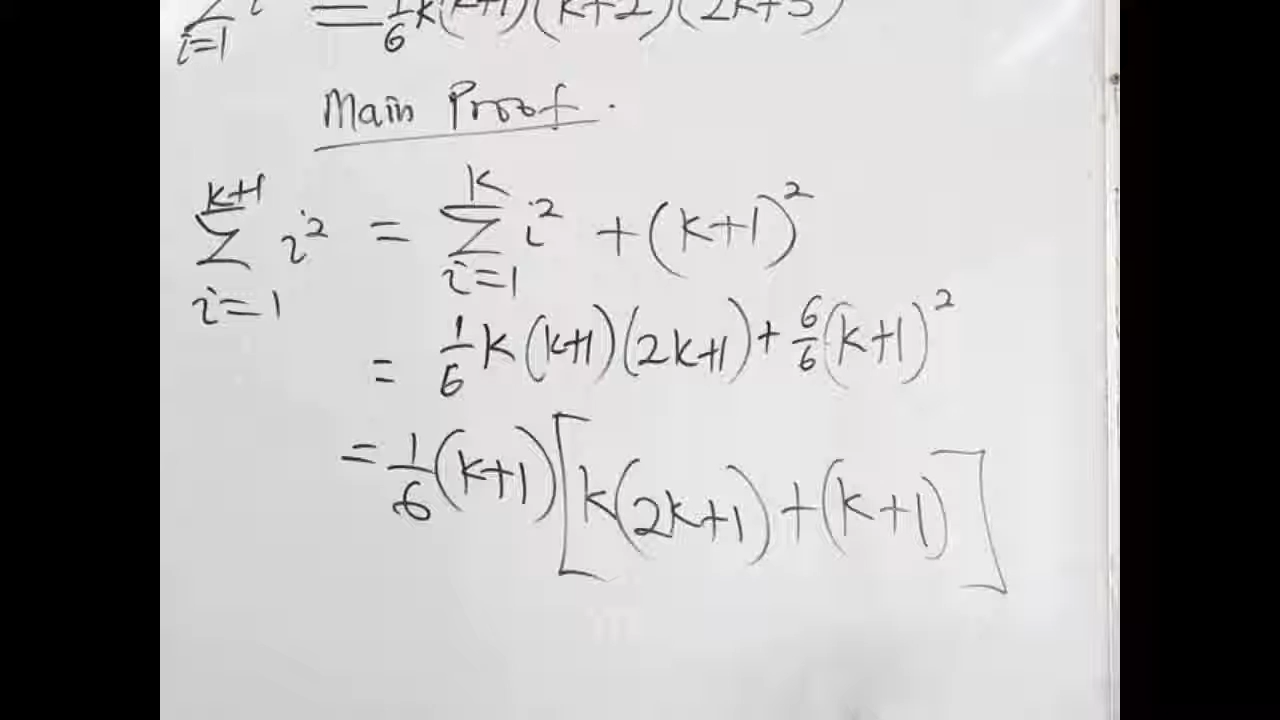 i=1 = 1/6 k(k+1)(k+2)(2k+3)
Main Proof.
∑_{i=1}^{k+1} i² = ∑_{i=1}^{k} i² + (k+1)²
= 1/6 k(k+1)(2k+1) + 6/6 (k+1)²
= 1/6 (k+1)[k(2k+1) + (k+1)]